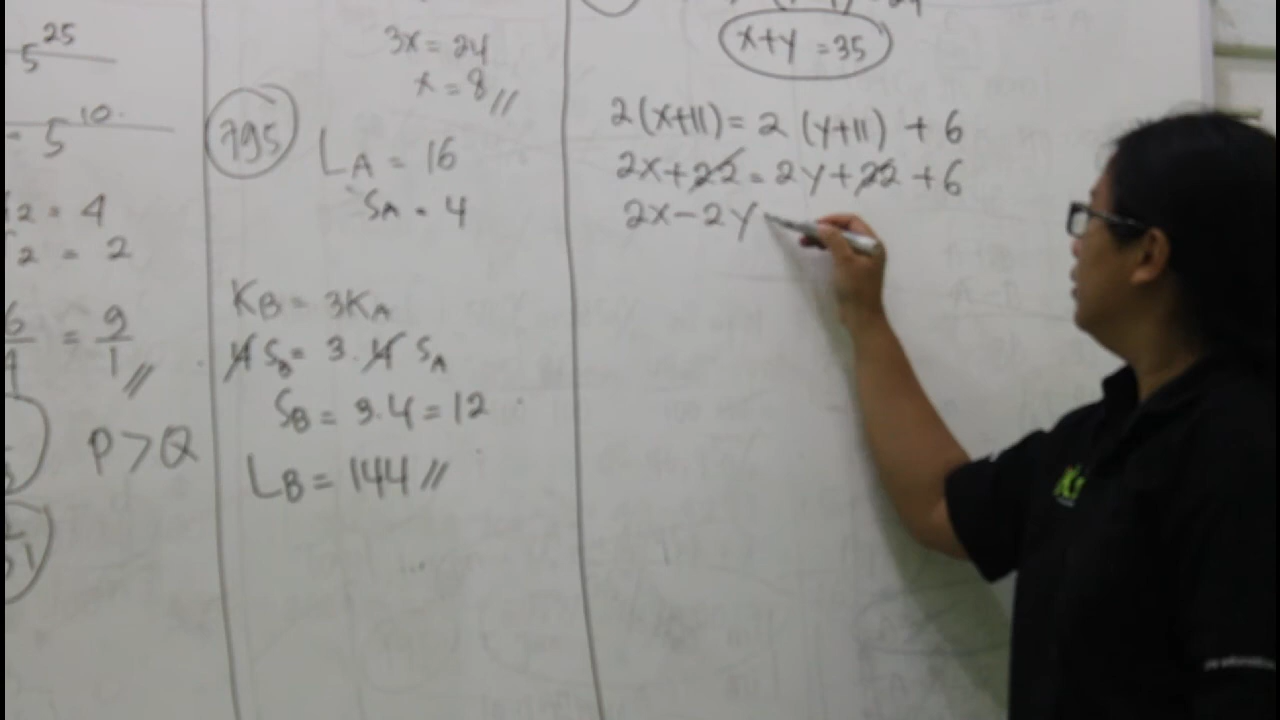 5^25
5^10
3x = 24
x = 8 //
795
LA = 16
SA = 4
KB = 3KA
4 SB = 3 . 4 SA
SB = 3.4 = 12
LB = 144 //
2 = 4
2 = 2
= 9/1 //
P > Q
x+y = 35
2(x+11) = 2 (y+11) + 6
2x+22 = 2y+22 +6
2x-2y